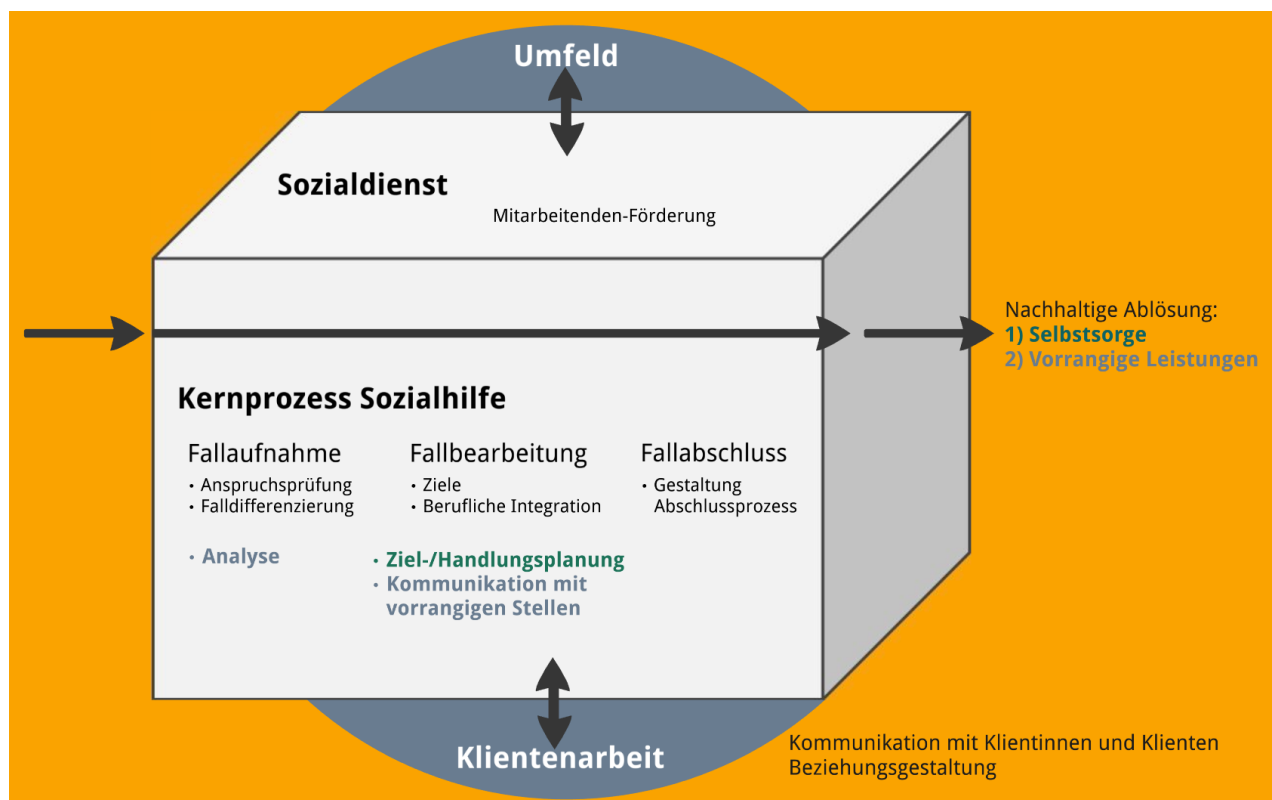 Umfeld
Sozialdienst
Mitarbeitenden-Förderung
Nachhaltige Ablösung:
1) Selbstsorge
2) Vorrangige Leistungen
Kernprozess Sozialhilfe
Fallaufnahme
• Anspruchsprüfung
• Falldifferenzierung
• Analyse
Fallbearbeitung
• Ziele
• Berufliche Integration
• Ziel-/Handlungsplanung
• Kommunikation mit
vorrangigen Stellen
Fallabschluss
• Gestaltung
Abschlussprozess
Klientenarbeit
Kommunikation mit Klientinnen und Klienten
Beziehungsgestaltung